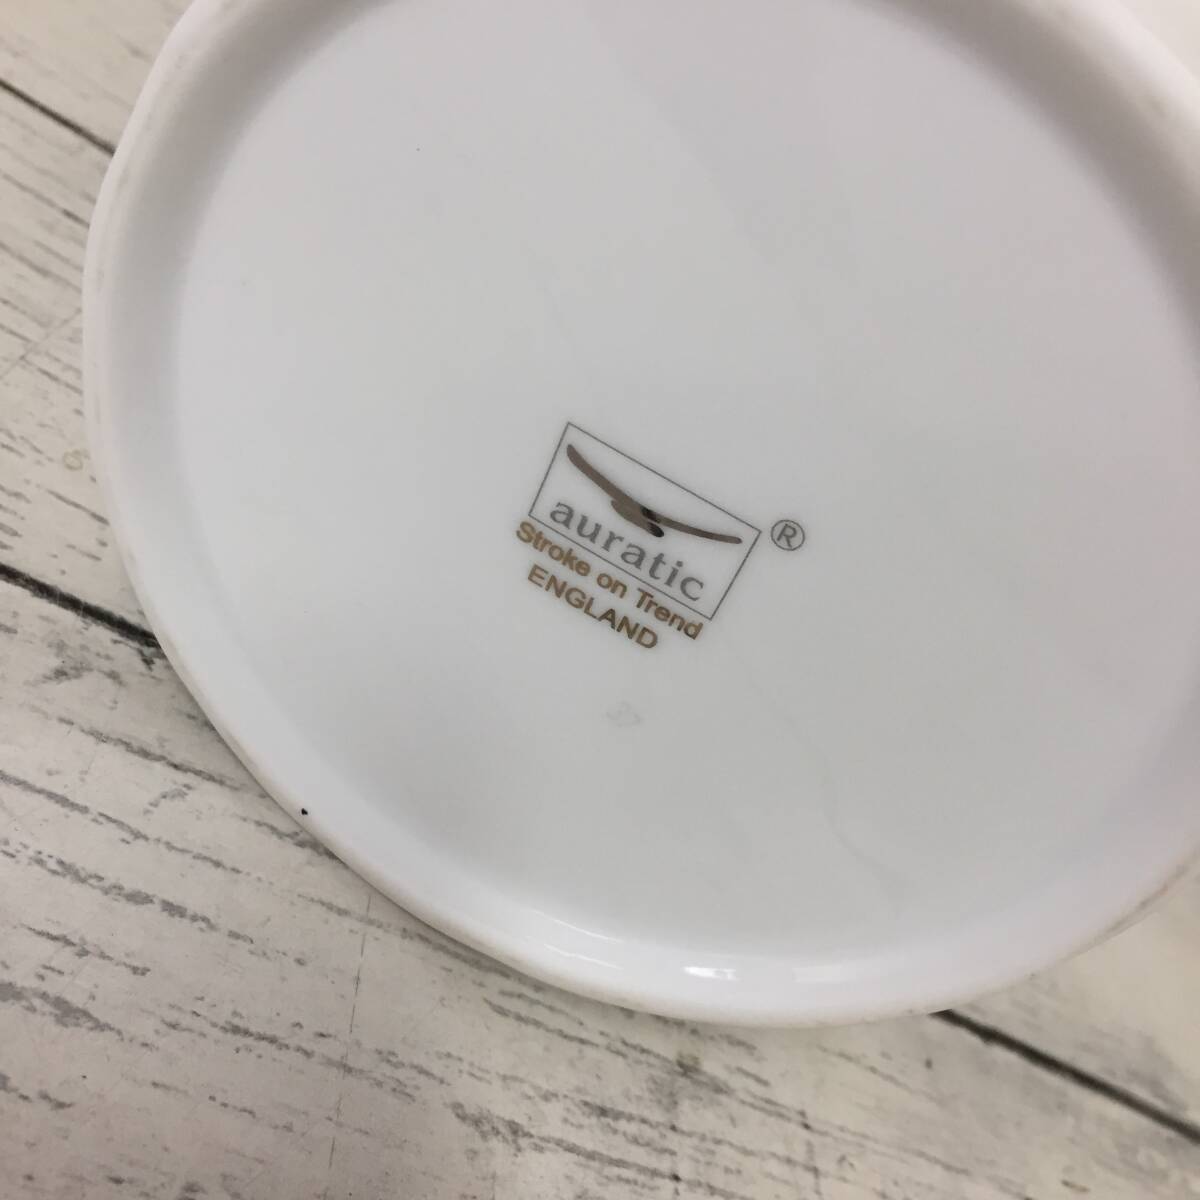 auratic ®
Stroke on Trend
ENGLAND